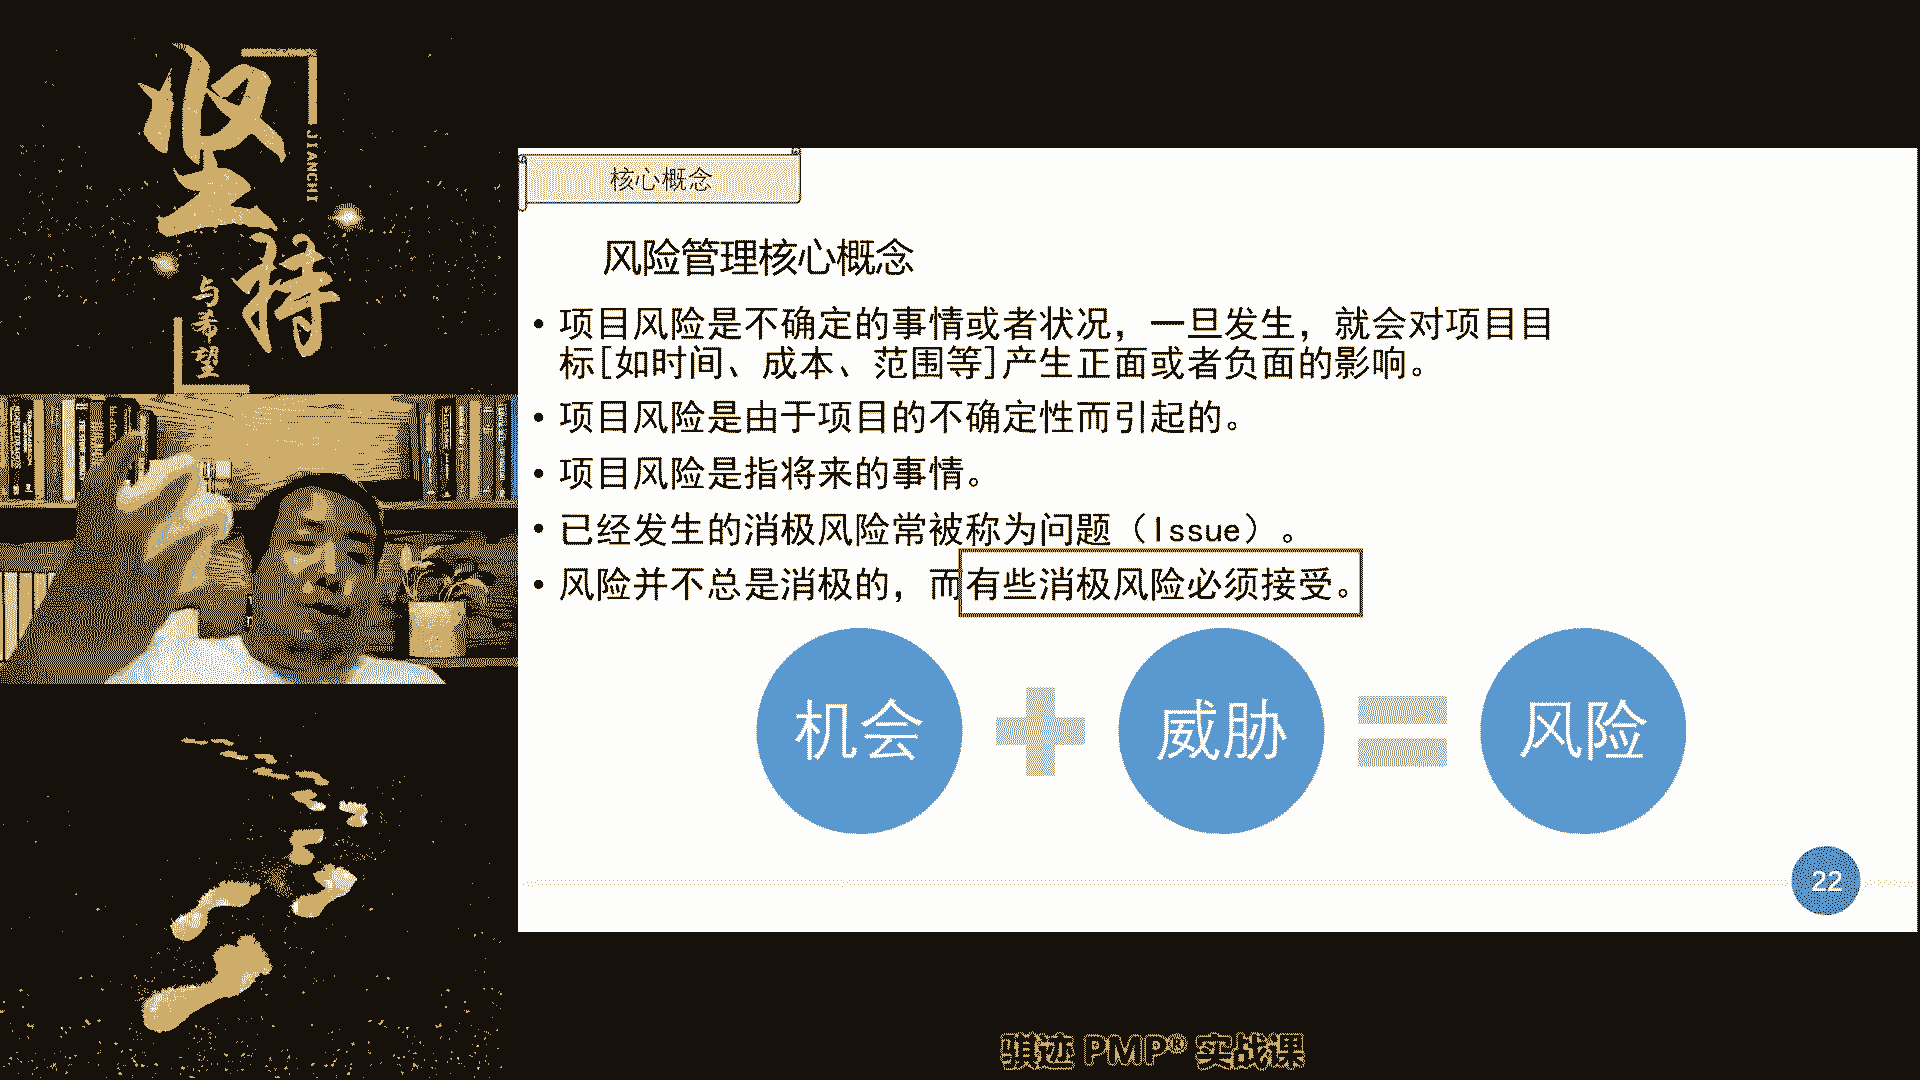 坚持
JIANCHI
与希望
核心概念
风险管理核心概念
• 项目风险是不确定的事情或者状况，一旦发生，就会对项目目
标[如时间、成本、范围等]产生正面或者负面的影响。
• 项目风险是由于项目的不确定性而引起的。
• 项目风险是指将来的事情。
• 已经发生的消极风险常被称为问题（Issue）。
• 风险并不总是消极的，而有些消极风险必须接受。
机会 + 威胁 = 风险
22
骐迹 PMP® 实战课